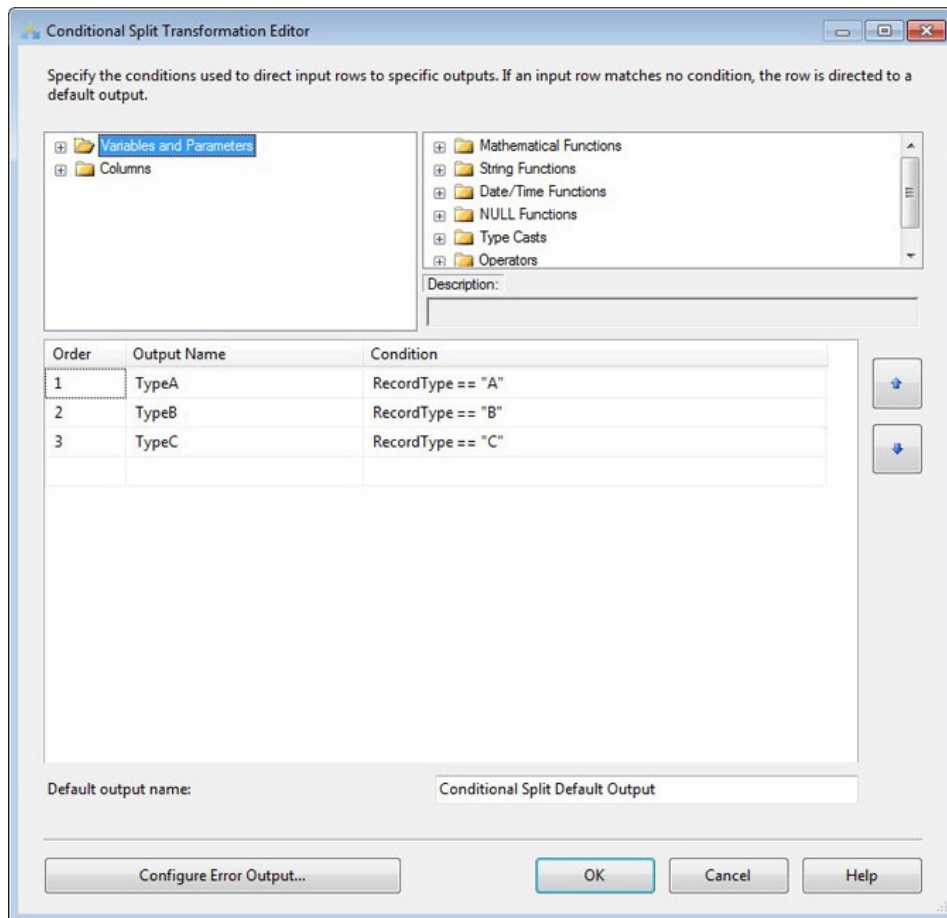 Conditional Split Transformation Editor
Specify the conditions used to direct input rows to specific outputs. If an input row matches no condition, the row is directed to a
default output.
Variables and Parameters
Columns
Mathematical Functions
String Functions
Date/Time Functions
NULL Functions
Type Casts
Operators
Description:
Order Output Name Condition
1 TypeA RecordType == "A"
2 TypeB RecordType == "B"
3 TypeC RecordType == "C"
Default output name: Conditional Split Default Output
Configure Error Output... OK Cancel Help